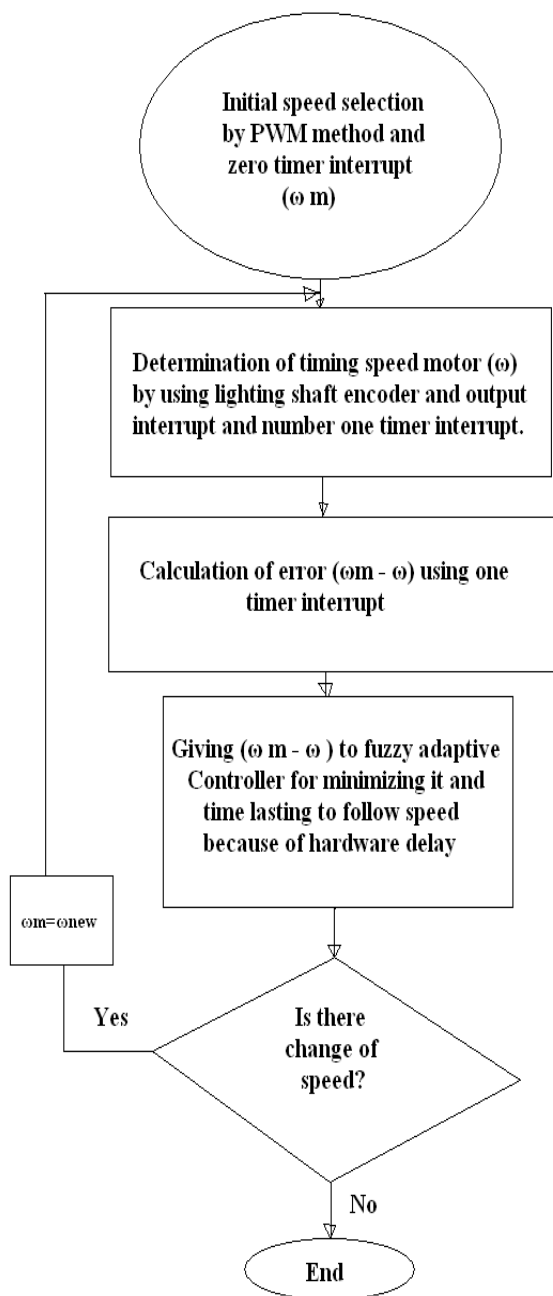 Initial speed selection
by PWM method and
zero timer interrupt
(ω m)
Determination of timing speed motor (ω)
by using lighting shaft encoder and output
interrupt and number one timer interrupt.
Calculation of error (ωm - ω) using one
timer interrupt
Giving (ω m - ω ) to fuzzy adaptive
Controller for minimizing it and
time lasting to follow speed
because of hardware delay
ωm=ωnew
Yes
Is there
change of
speed?
No
End